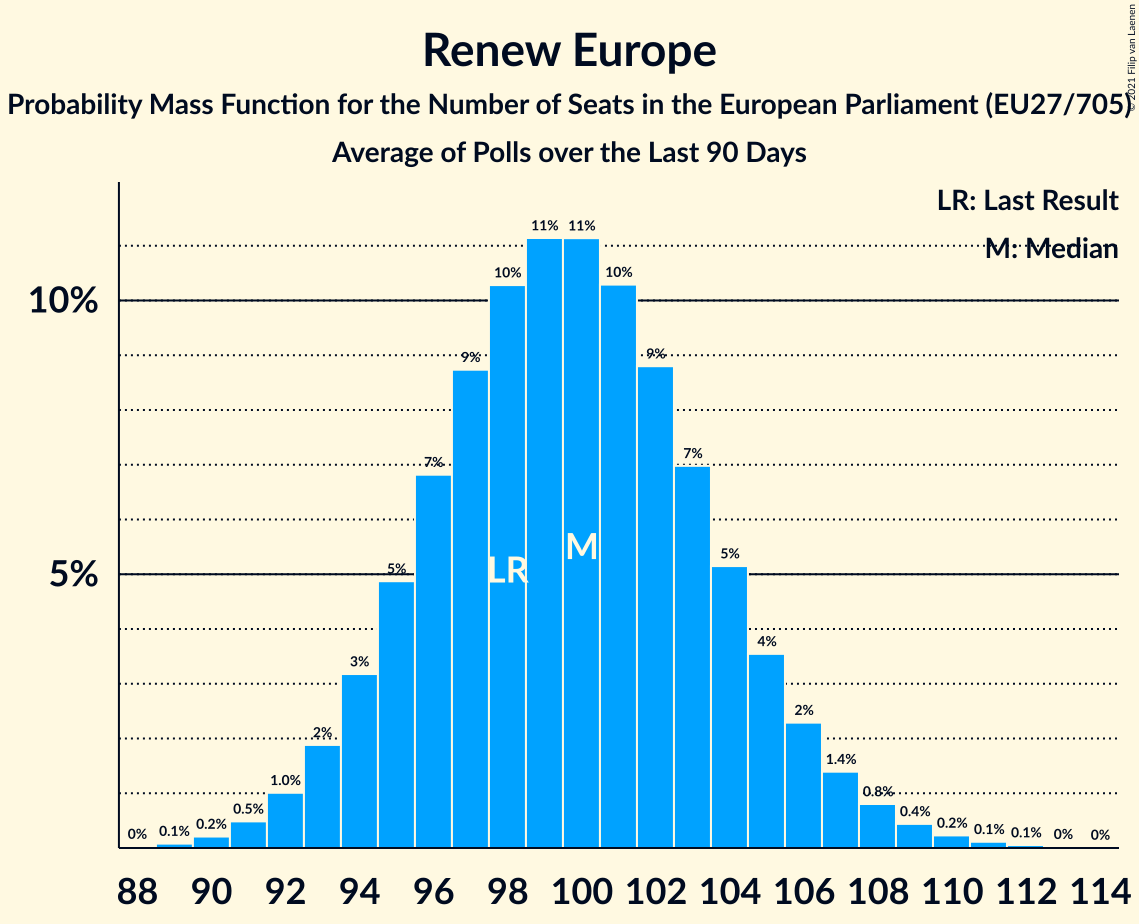 Renew Europe
Probability Mass Function for the Number of Seats in the European Parliament (EU27/705)
Average of Polls over the Last 90 Days
© 2021 Filip van Laenen
LR: Last Result
M: Median
10%
5%
0% 0.1% 0.2% 0.5% 1.0% 2% 3% 5% 7% 9% 10% 11% 11% 10% 9% 7% 5% 4% 2% 1.4% 0.8% 0.4% 0.2% 0.1% 0.1% 0% 0%
LR M
88 90 92 94 96 98 100 102 104 106 108 110 112 114